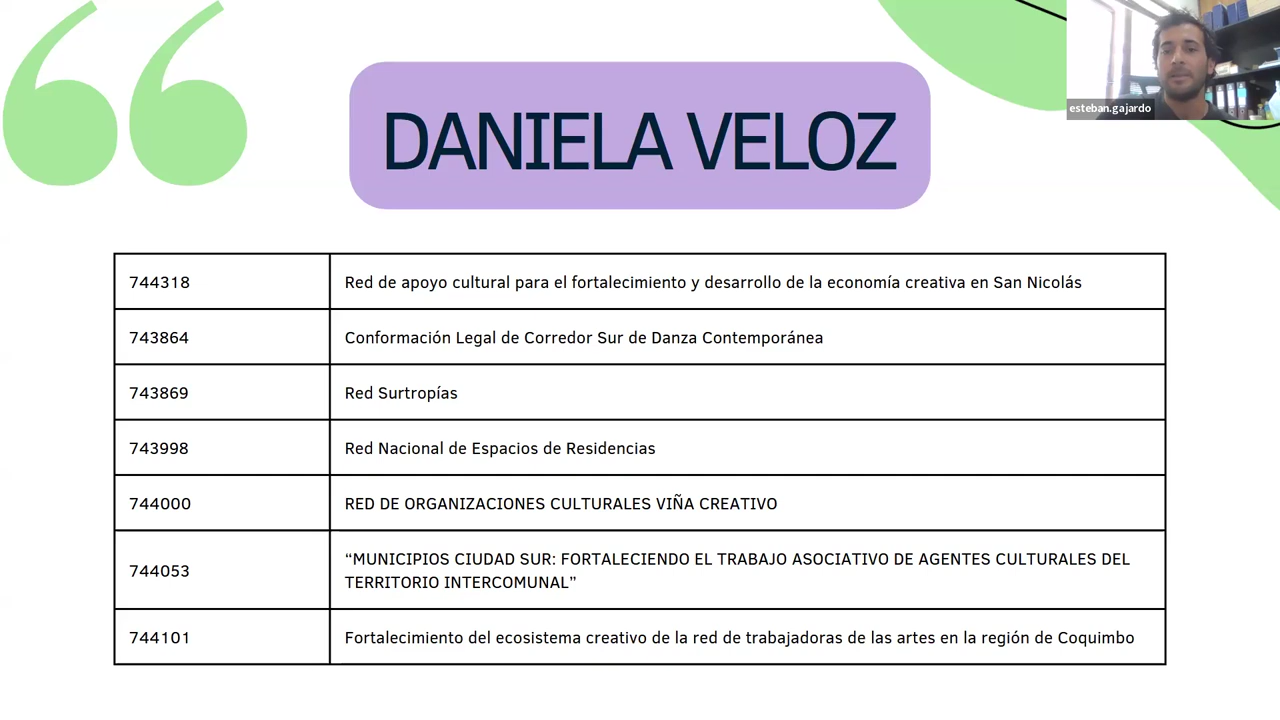 DANIELA VELOZ
esteban.gajardo
744318 Red de apoyo cultural para el fortalecimiento y desarrollo de la economía creativa en San Nicolás
743864 Conformación Legal de Corredor Sur de Danza Contemporánea
743869 Red Surtropías
743998 Red Nacional de Espacios de Residencias
744000 RED DE ORGANIZACIONES CULTURALES VIÑA CREATIVO
744053 “MUNICIPIOS CIUDAD SUR: FORTALECIENDO EL TRABAJO ASOCIATIVO DE AGENTES CULTURALES DEL
TERRITORIO INTERCOMUNAL”
744101 Fortalecimiento del ecosistema creativo de la red de trabajadoras de las artes en la región de Coquimbo